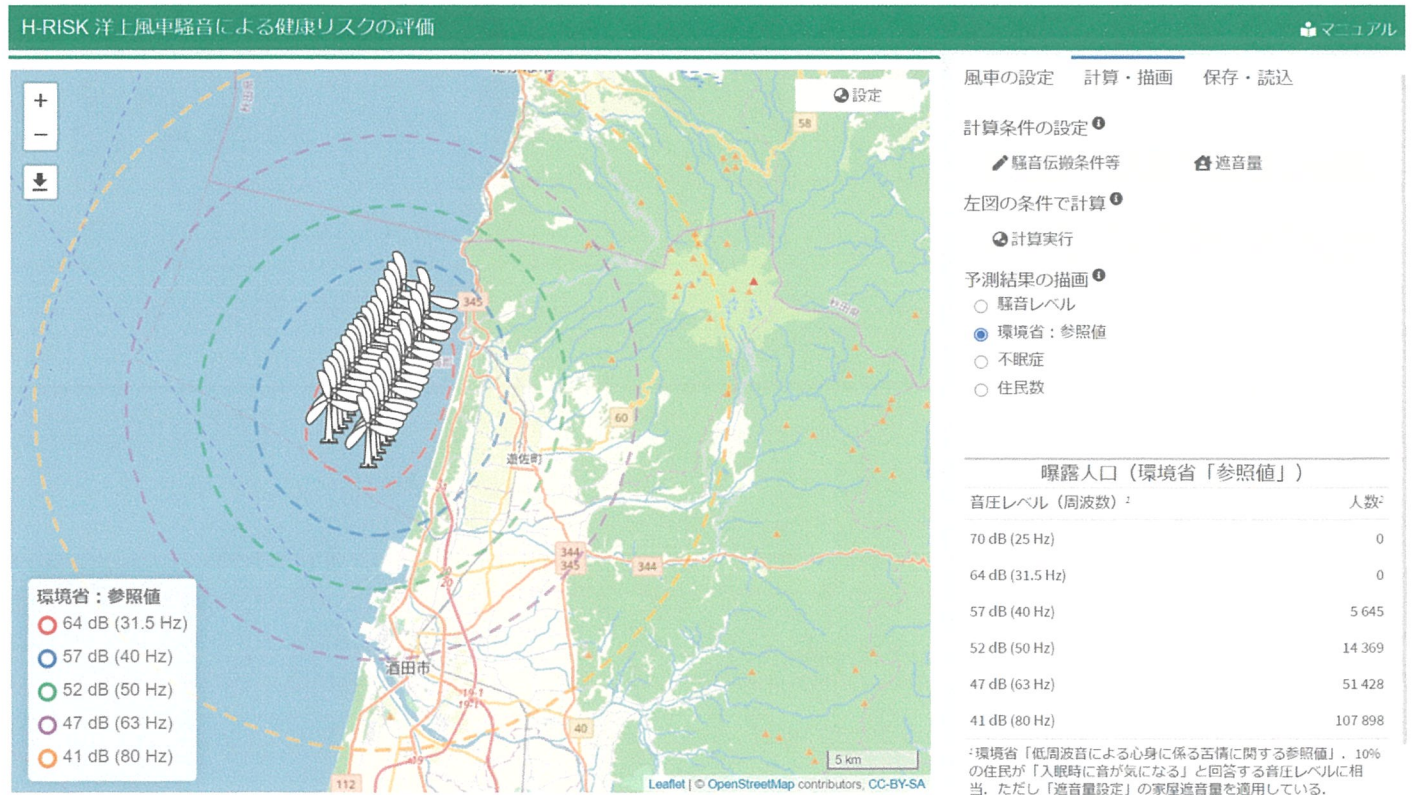 H-RISK 洋上風車騒音による健康リスクの評価
マニュアル
+
−
設定
58
345
60
遊佐町
21
344
345
344
20
20
酒田市
19-1
19-1
40
19
112
秋田県
5 km
Leaflet | © OpenStreetMap contributors, CC-BY-SA
環境省：参照値
64 dB (31.5 Hz)
57 dB (40 Hz)
52 dB (50 Hz)
47 dB (63 Hz)
41 dB (80 Hz)
風車の設定 計算・描画 保存・読込
計算条件の設定
騒音伝搬条件等 遮音量
左図の条件で計算
計算実行
予測結果の描画
騒音レベル
環境省：参照値
不眠症
住民数
曝露人口（環境省「参照値」）
音圧レベル（周波数） 人数
70 dB (25 Hz) 0
64 dB (31.5 Hz) 0
57 dB (40 Hz) 5 645
52 dB (50 Hz) 14 369
47 dB (63 Hz) 51 428
41 dB (80 Hz) 107 898
環境省「低周波音による心身に係る苦情に関する参照値」．10%
の住民が「入眠時に音が気になる」と回答する音圧レベルに相
当．ただし「遮音量設定」の家屋遮音量を適用している．